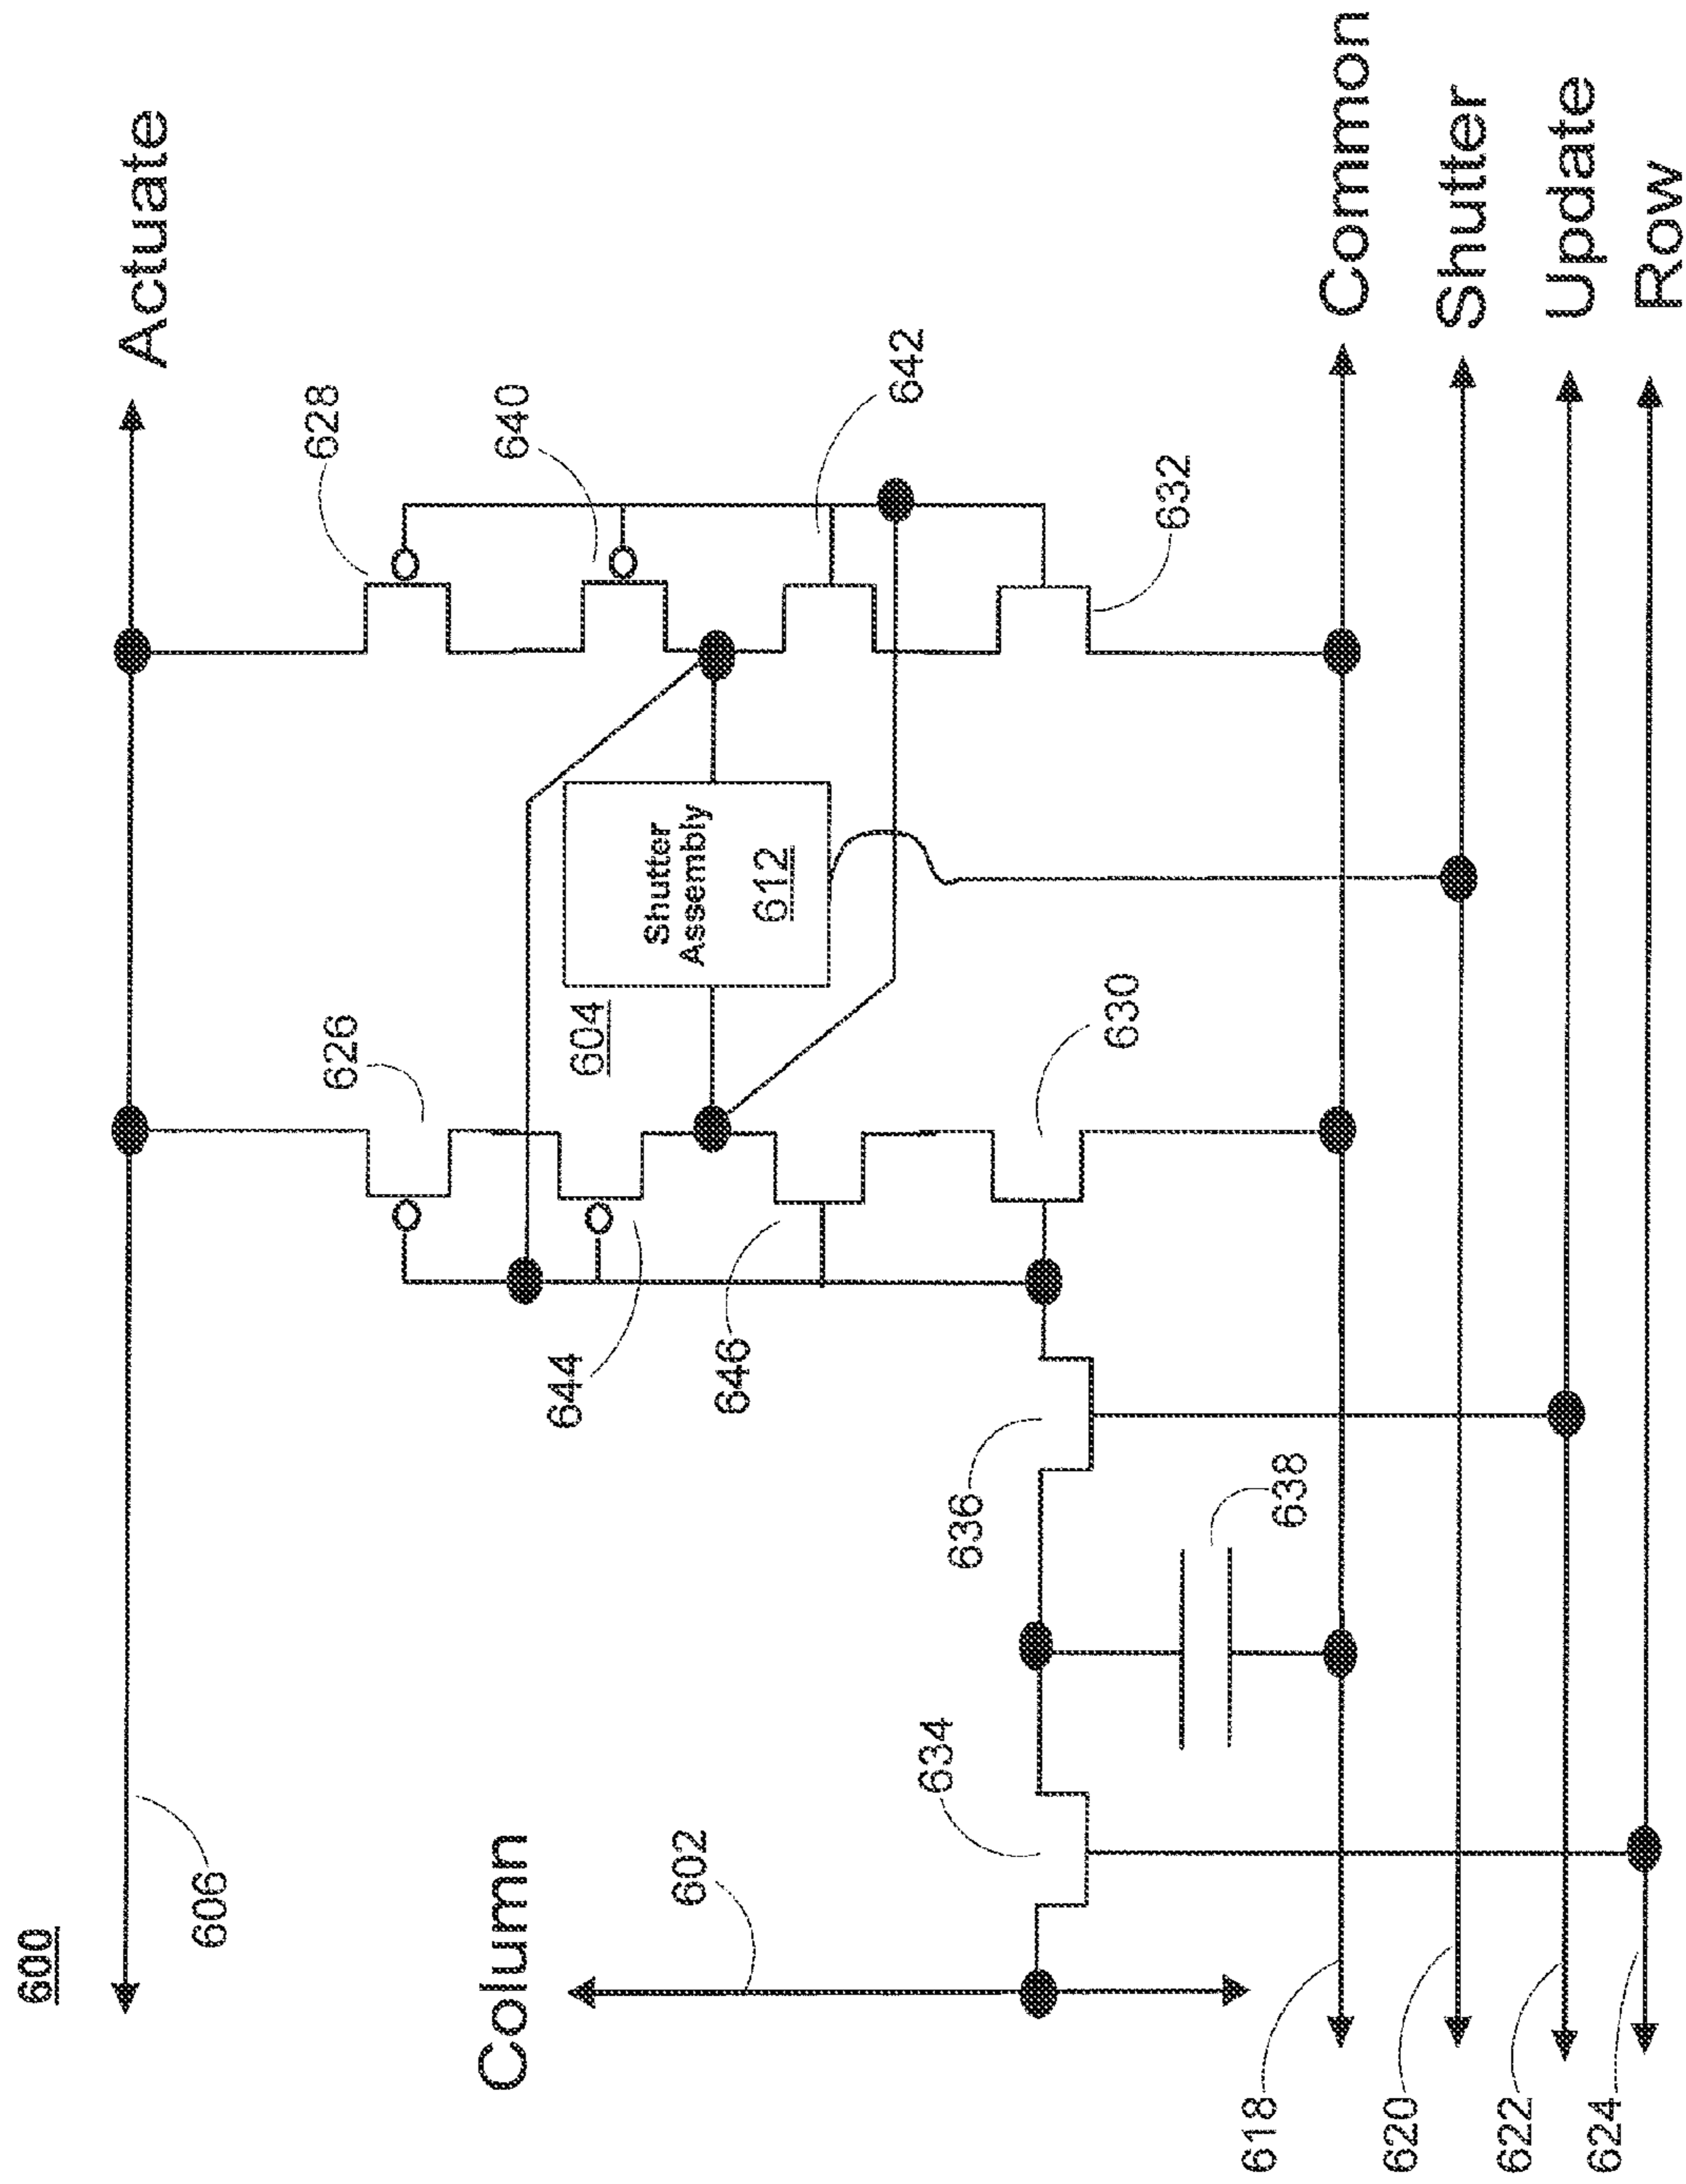 600
Actuate
606
626
628
Column
640
644
604
602
Shutter
Assembly
612
646
642
634
636
630
632
618
638
Common
620
Shutter
622
Update
624
Row